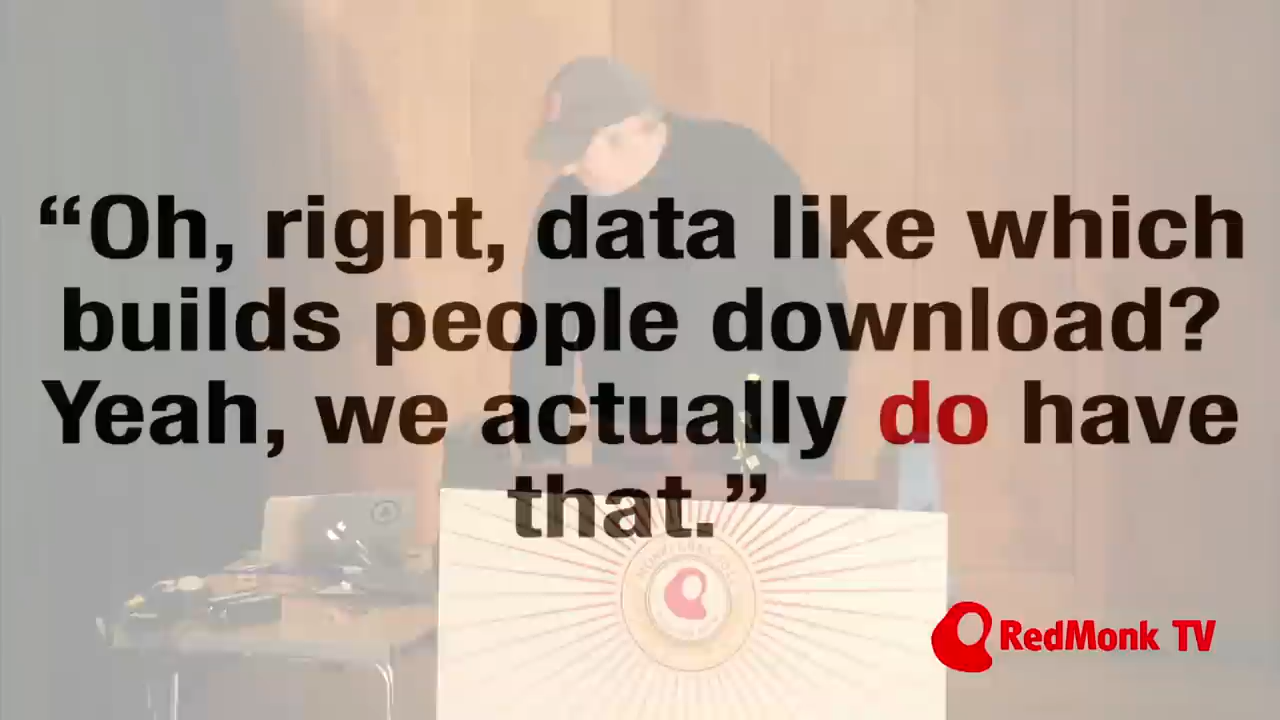 “Oh, right, data like which
builds people download?
Yeah, we actually do have
that.”
RedMonk TV